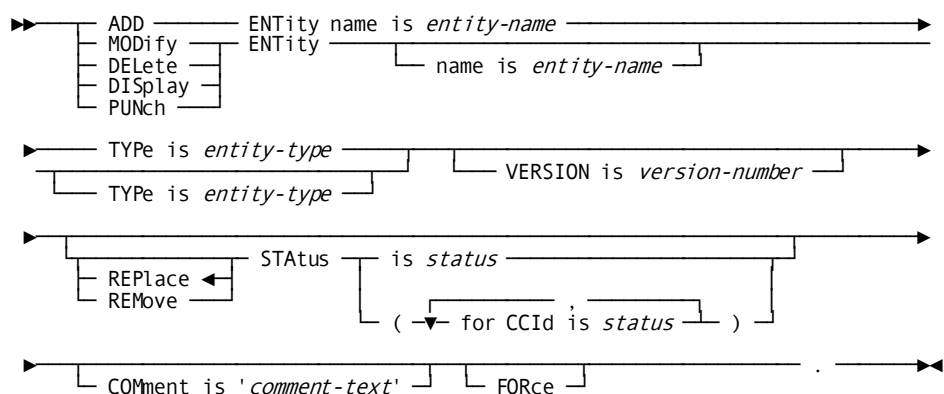 ADD ENTity name is entity-name
MODify ENTity
DELete name is entity-name
DISplay
PUNch
TYPe is entity-type
VERSION is version-number
TYPe is entity-type
STAtus is status
REPlace
REMove ,
( for CCId is status )
.
COMment is 'comment-text' FORce